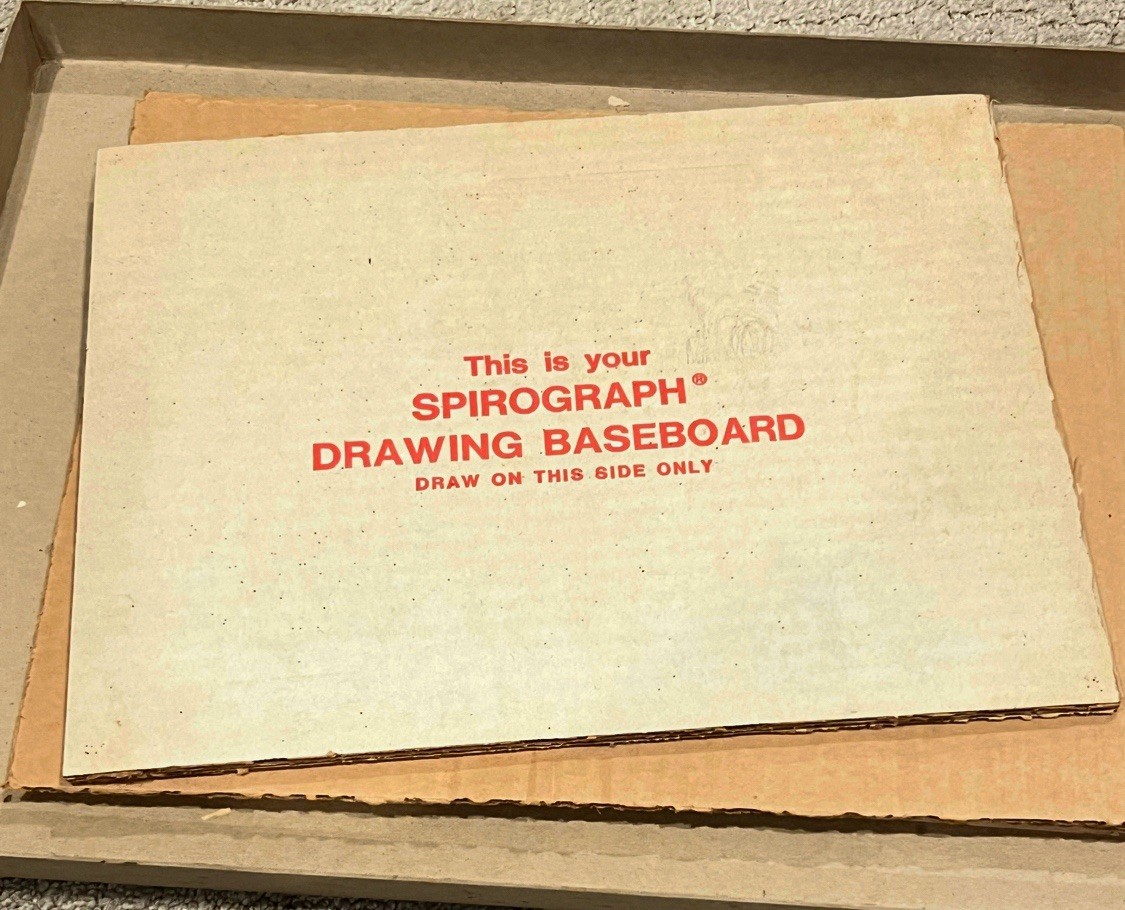 This is your
SPIROGRAPH®
DRAWING BASEBOARD
DRAW ON THIS SIDE ONLY